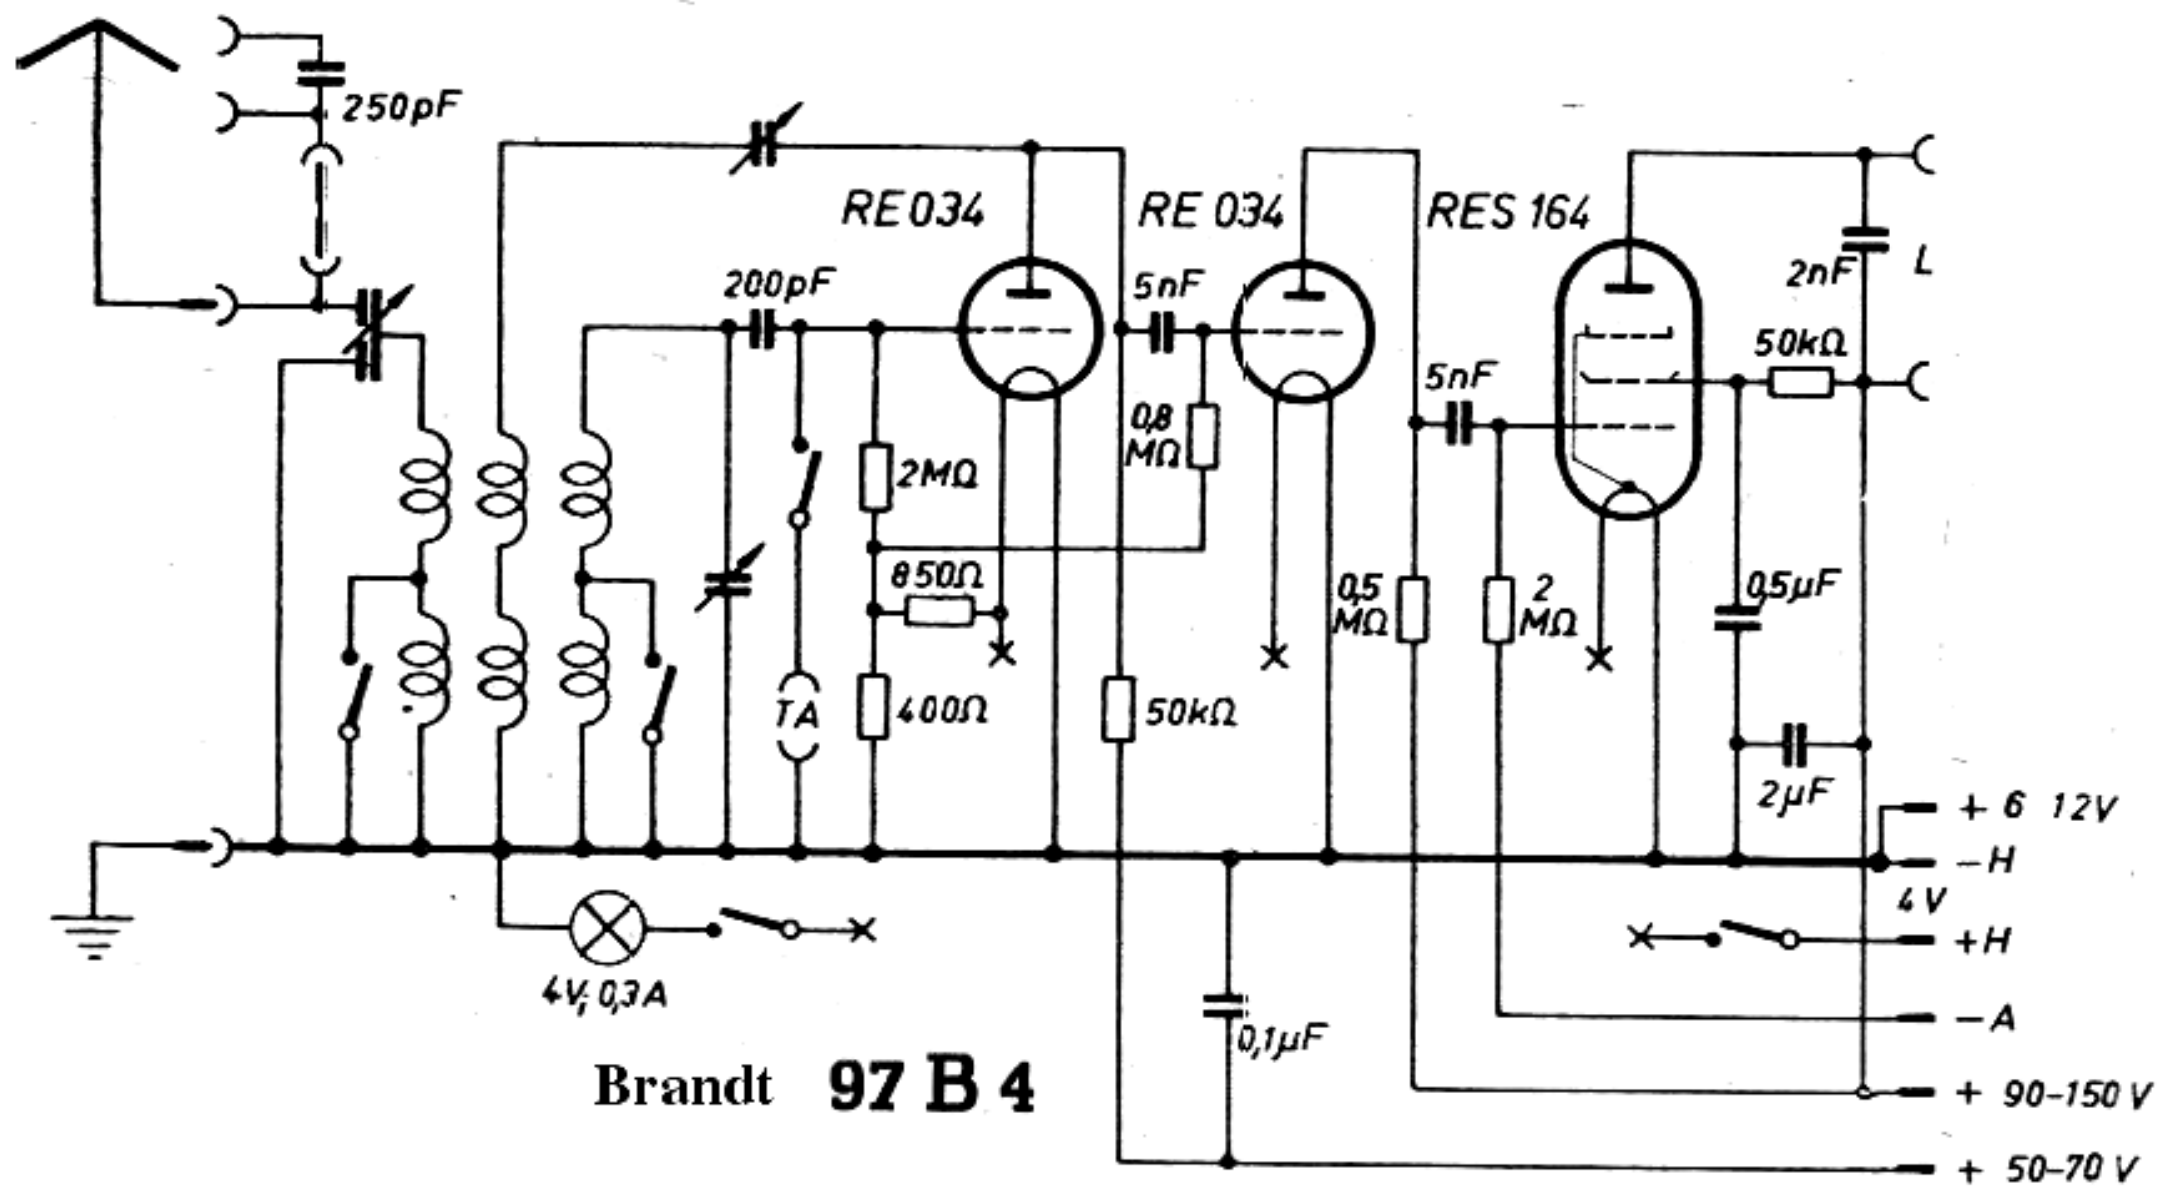 250pF
RE034
RE 034
RES 164
200pF
5nF
2nF
L
50kΩ
5nF
0,8
MΩ
2MΩ
850Ω
0,5
MΩ
2
MΩ
0,5µF
TA
400Ω
50kΩ
2µF
+ 6 12V
–H
4V
+H
4V; 0,3A
–A
0,1µF
Brandt 97 B 4
+ 90–150 V
+ 50–70 V